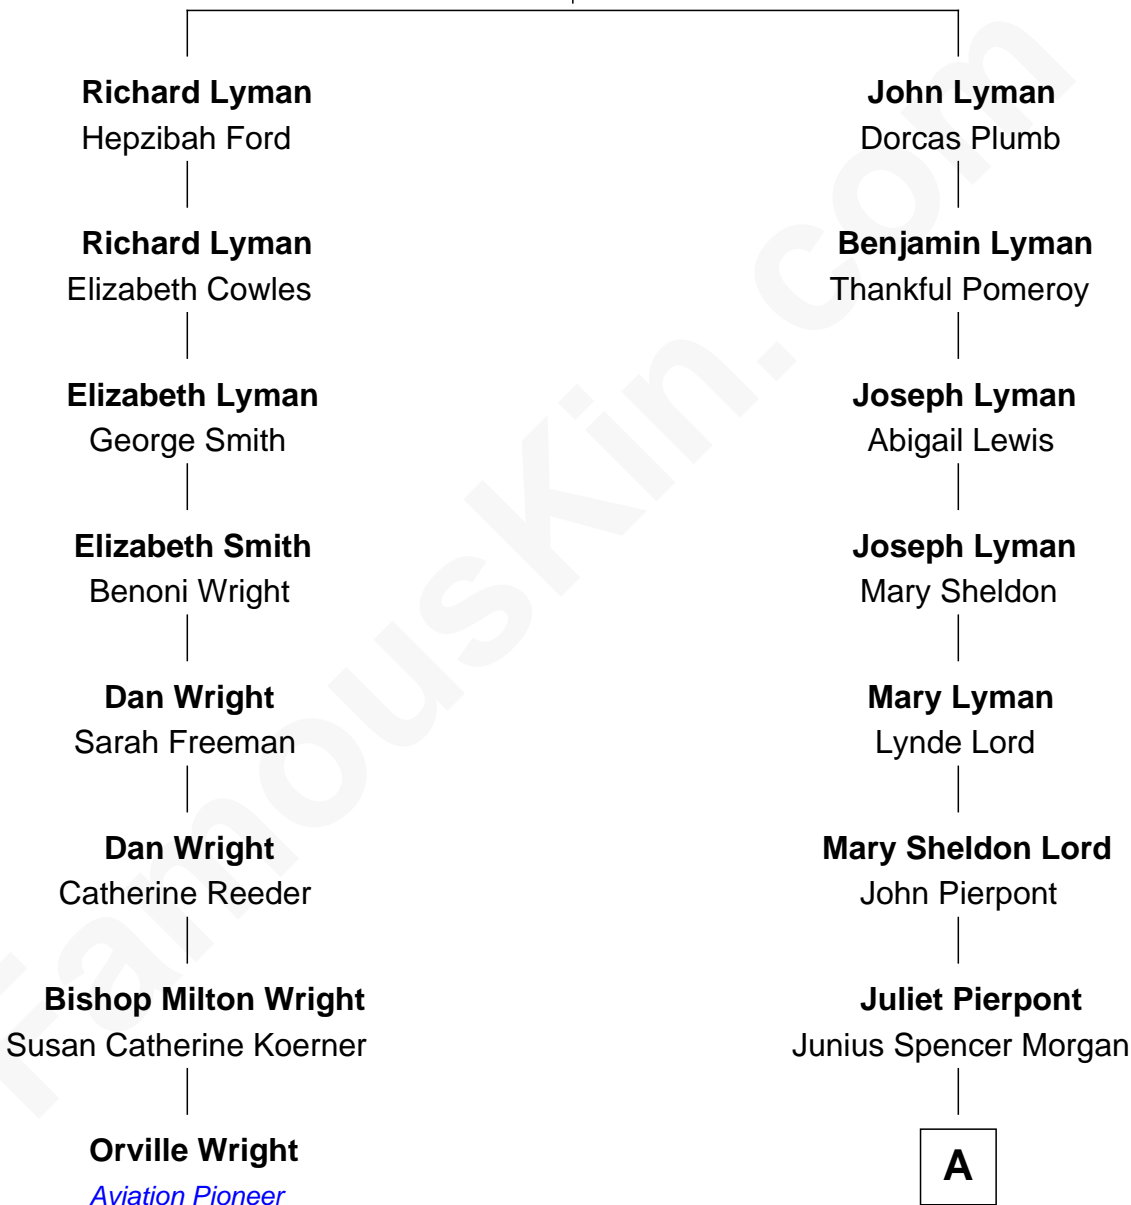 Richard Lyman
Hepzibah Ford
Richard Lyman
Elizabeth Cowles
Elizabeth Lyman
George Smith
Elizabeth Smith
Benoni Wright
Dan Wright
Sarah Freeman
Dan Wright
Catherine Reeder
Bishop Milton Wright
Susan Catherine Koerner
Orville Wright
Aviation Pioneer
John Lyman
Dorcas Plumb
Benjamin Lyman
Thankful Pomeroy
Joseph Lyman
Abigail Lewis
Joseph Lyman
Mary Sheldon
Mary Lyman
Lynde Lord
Mary Sheldon Lord
John Pierpont
Juliet Pierpont
Junius Spencer Morgan
A
FamousKin.com